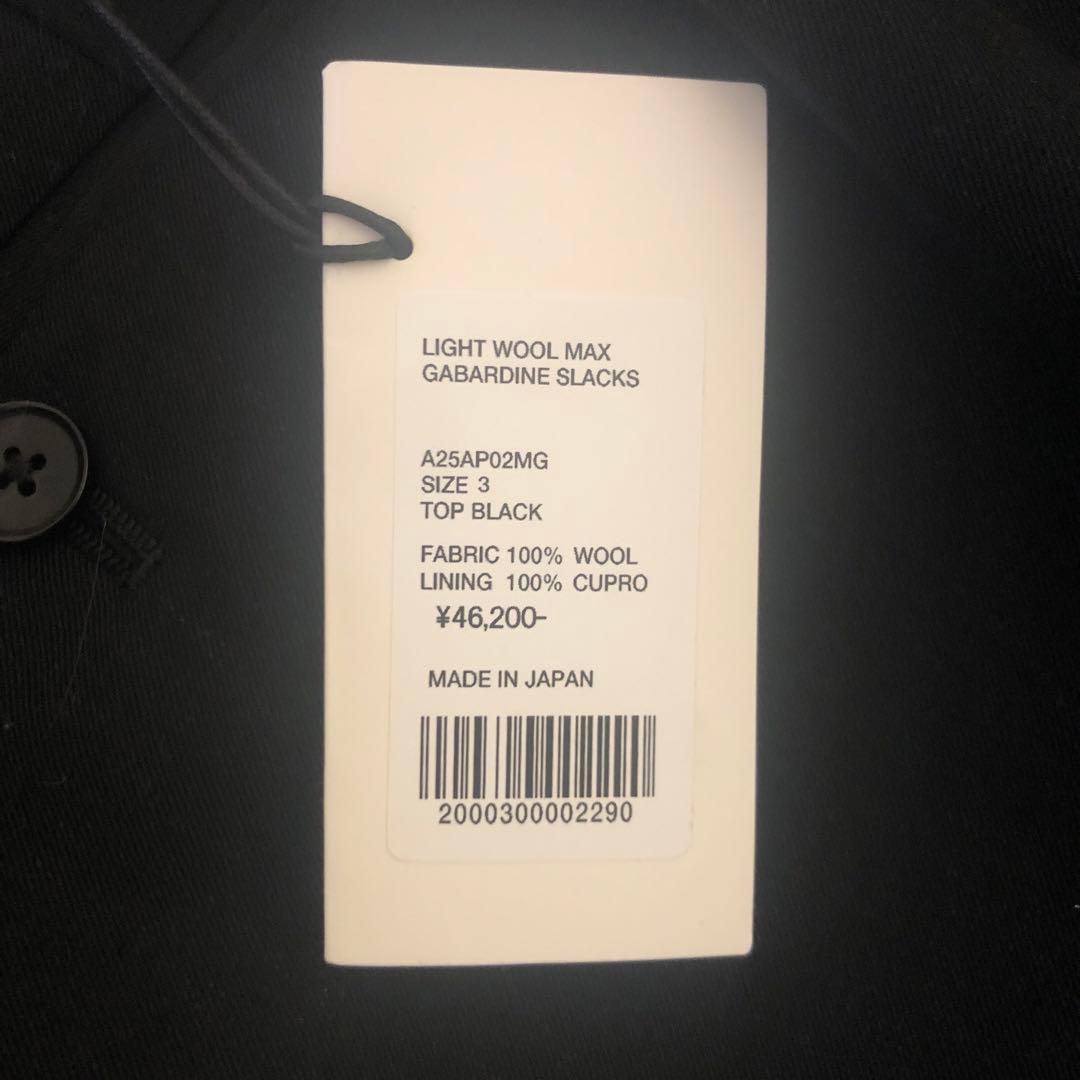 LIGHT WOOL MAX
GABARDINE SLACKS
A25AP02MG
SIZE 3
TOP BLACK
FABRIC 100% WOOL
LINING 100% CUPRO
¥46,200-
MADE IN JAPAN
2000300002290